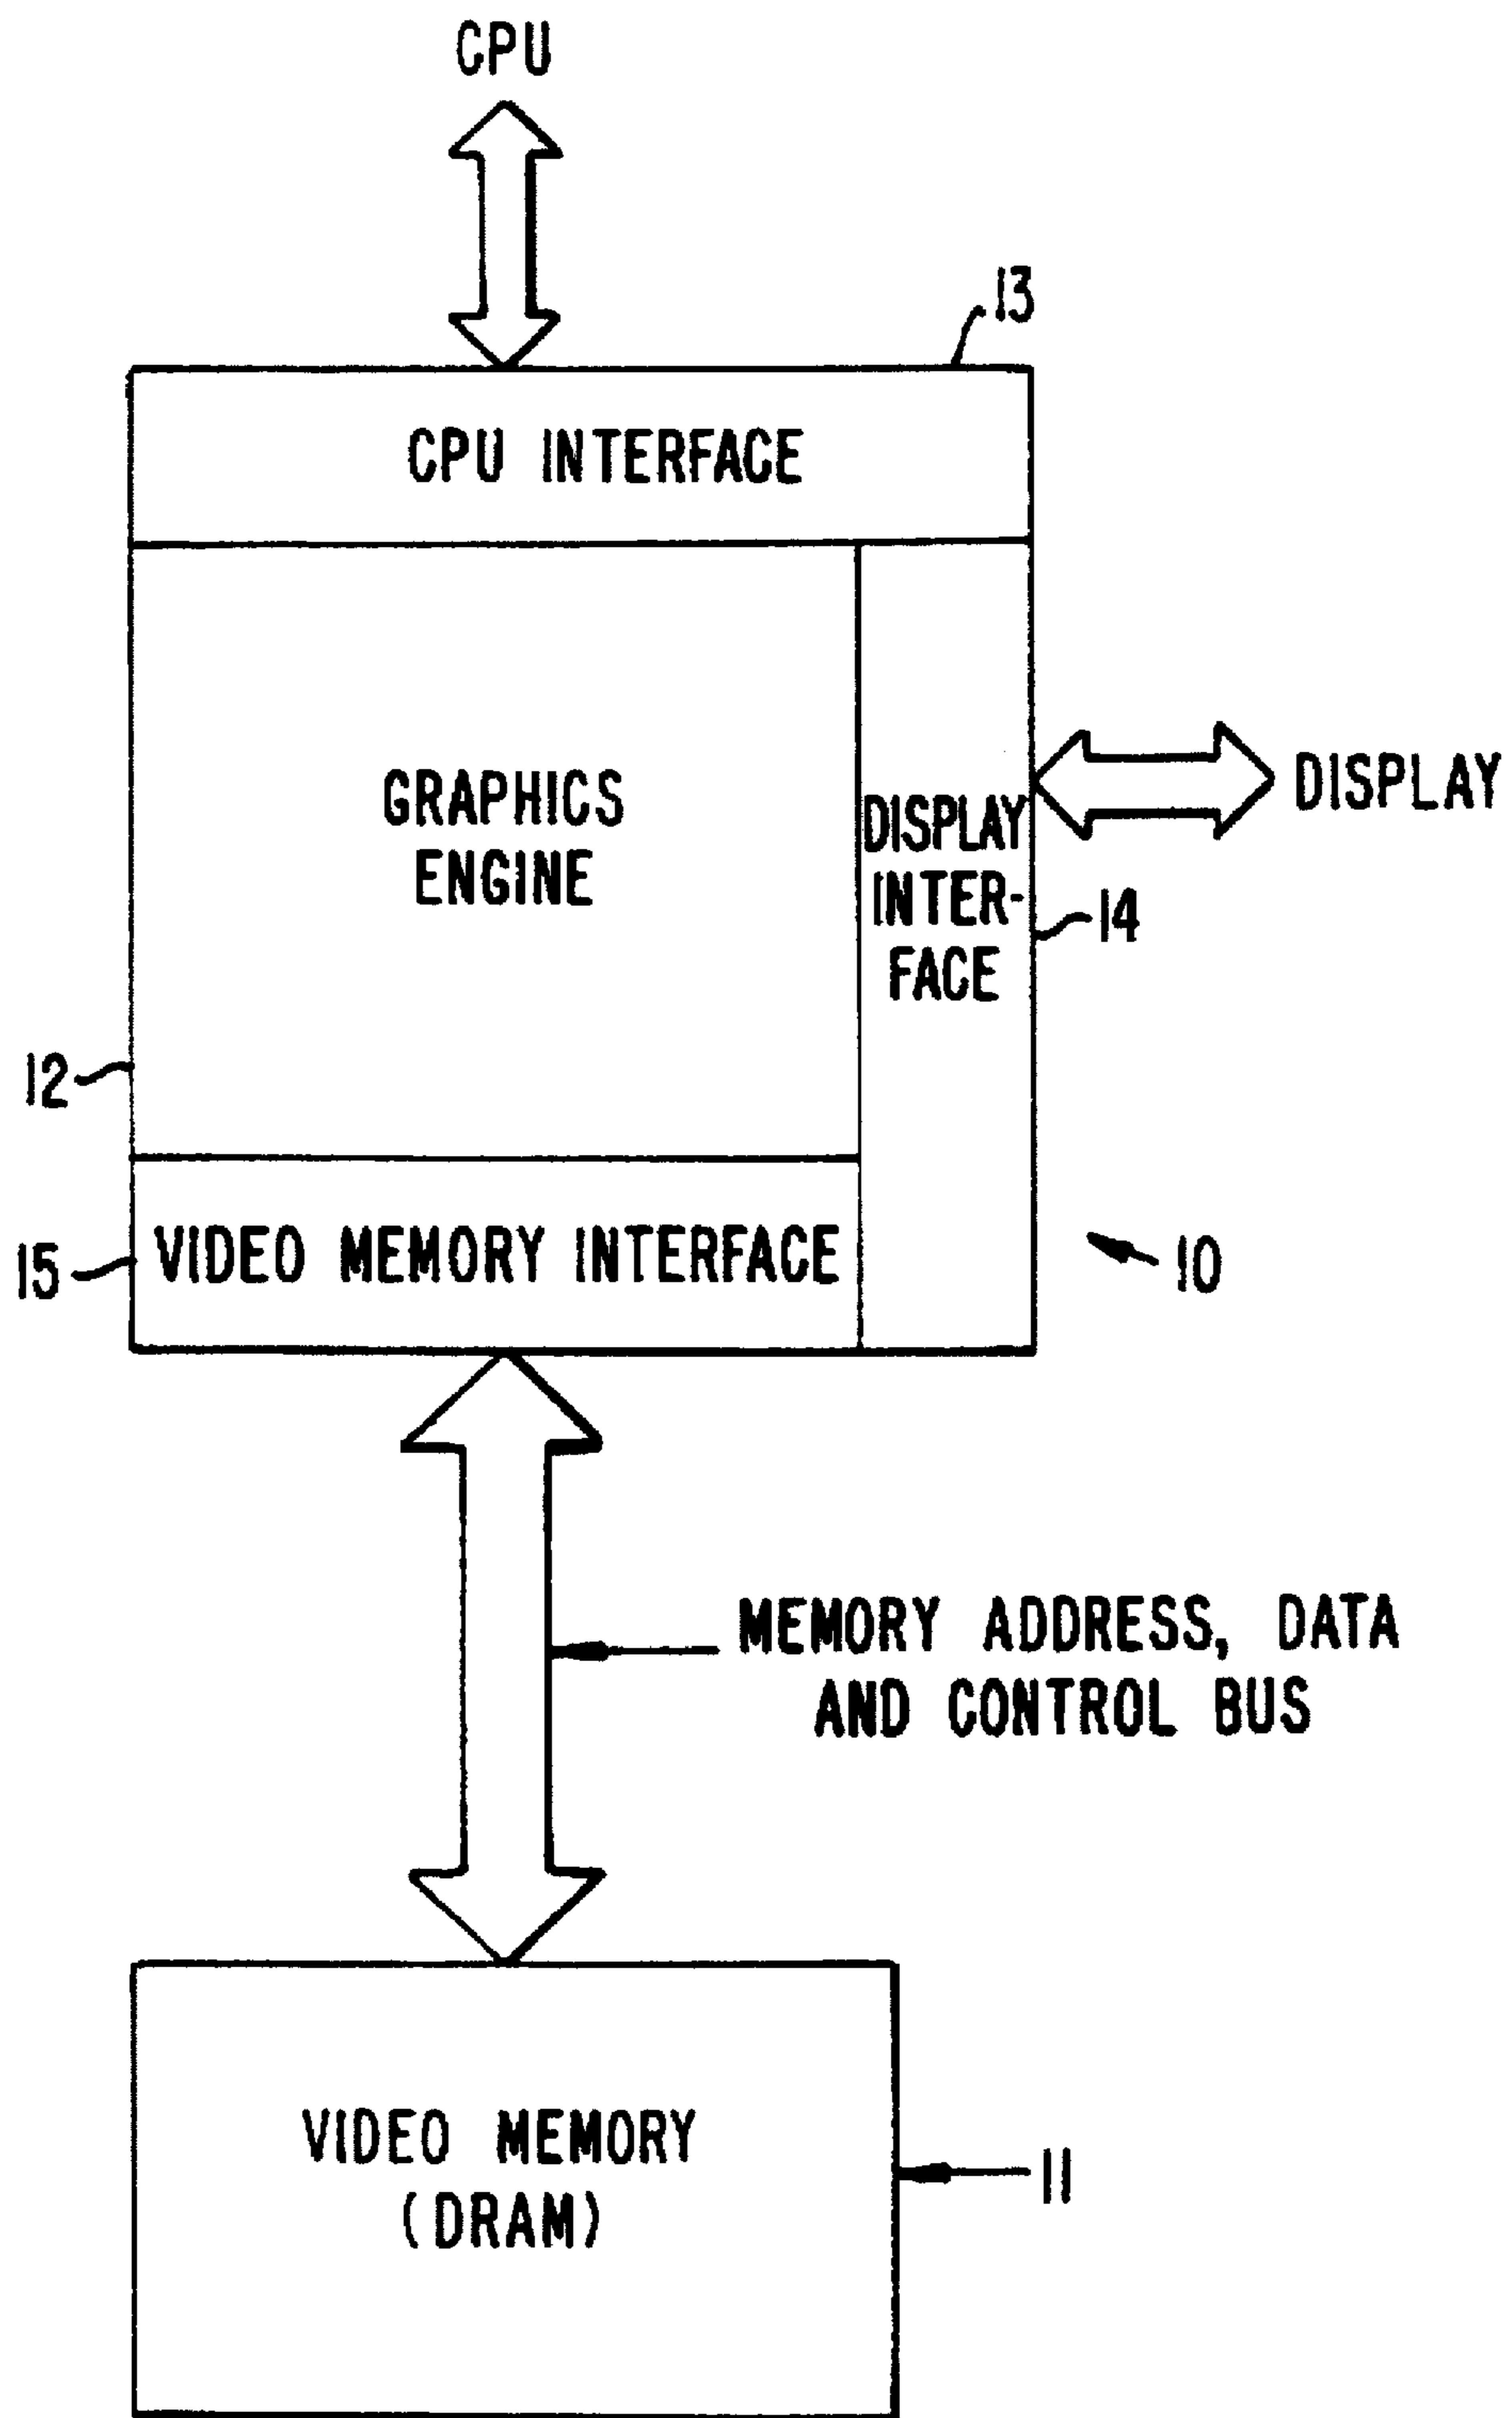 CPU
13
CPU INTERFACE
GRAPHICS
ENGINE
DISPLAY
INTER-
FACE
DISPLAY
14
12
VIDEO MEMORY INTERFACE
15
10
MEMORY ADDRESS, DATA
AND CONTROL BUS
VIDEO MEMORY
(DRAM)
11